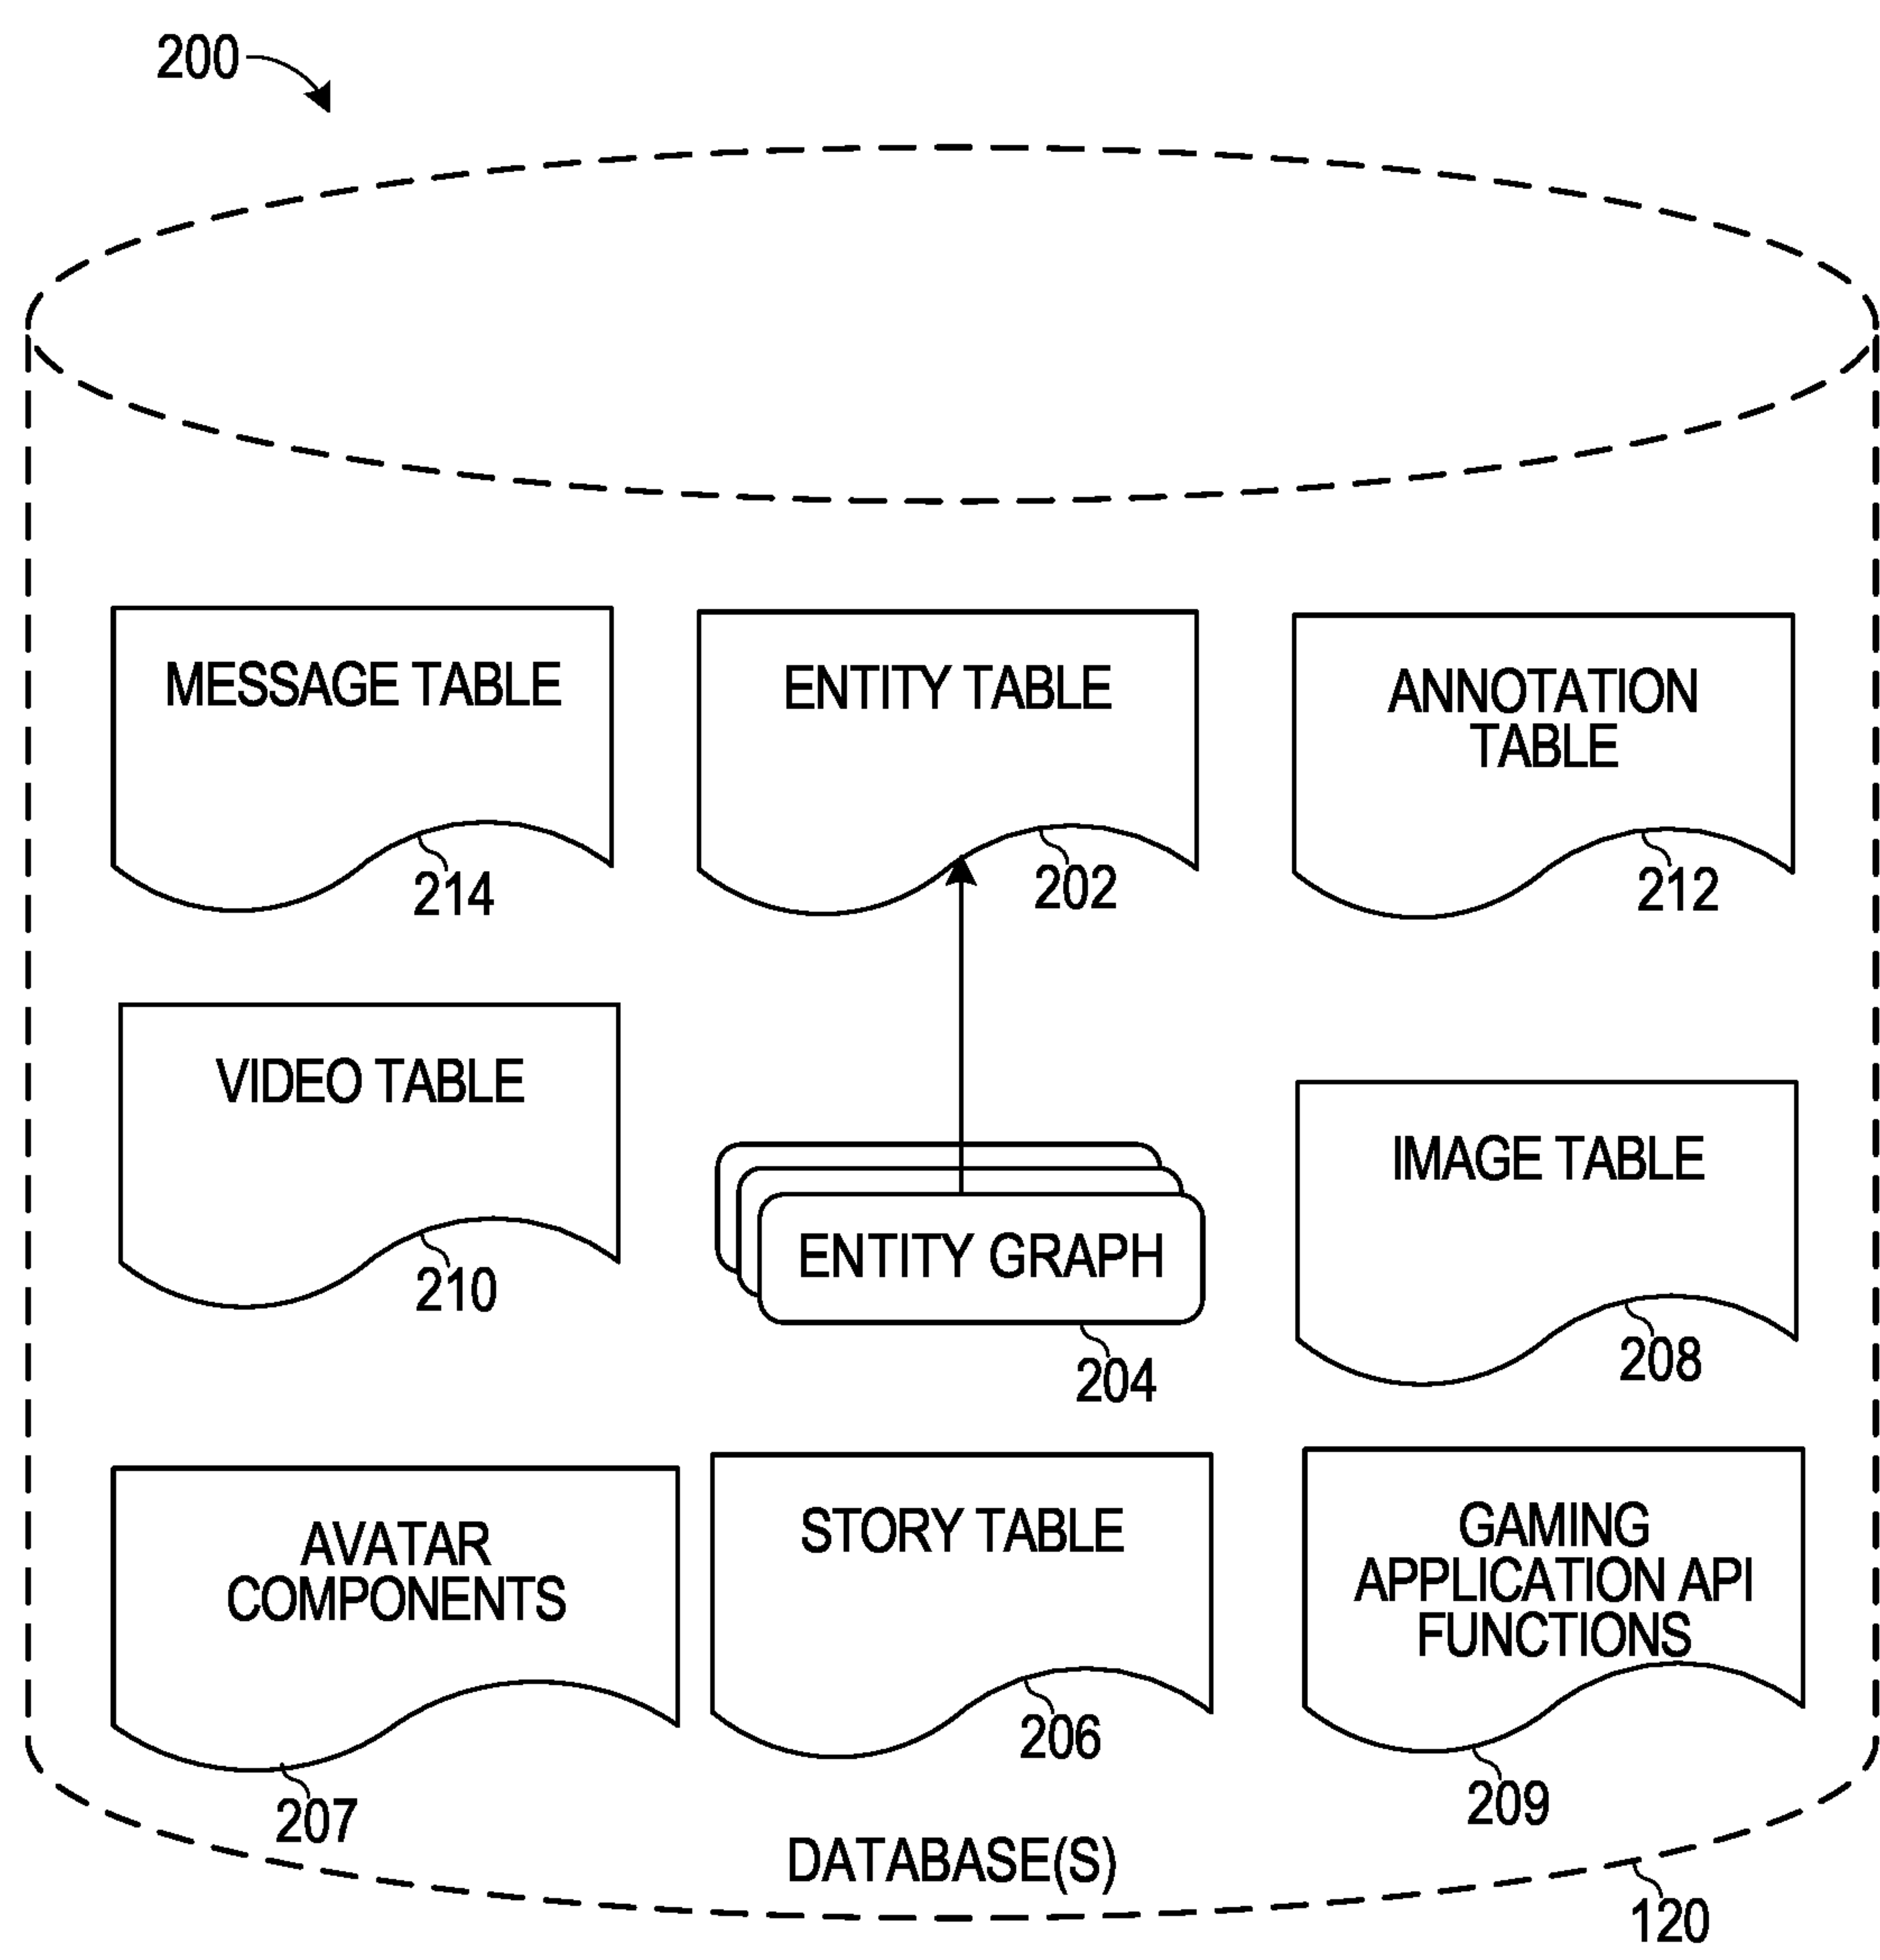 200
MESSAGE TABLE
214
ENTITY TABLE
202
ANNOTATION
TABLE
212
VIDEO TABLE
210
ENTITY GRAPH
204
IMAGE TABLE
208
AVATAR
COMPONENTS
207
STORY TABLE
206
GAMING
APPLICATION API
FUNCTIONS
209
DATABASE(S)
120